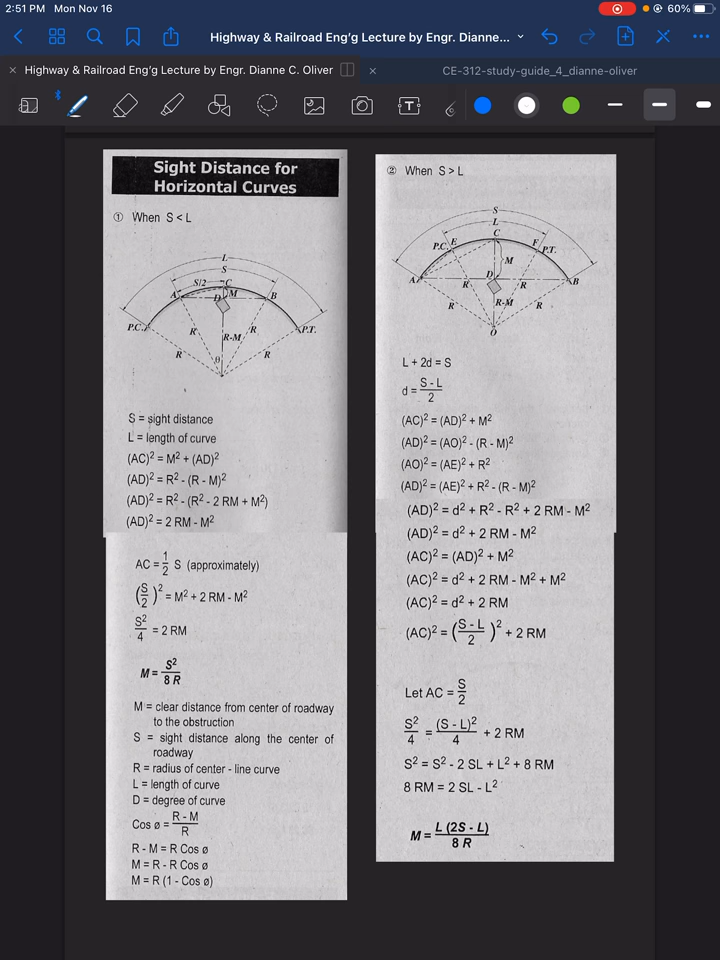 2:51 PM Mon Nov 16
60%
Highway & Railroad Eng'g Lecture by Engr. Dianne...
Highway & Railroad Eng'g Lecture by Engr. Dianne C. Oliver
CE-312-study-guide_4_dianne-oliver
T
Sight Distance for
Horizontal Curves
① When S < L
L
S
S/2
C
A
D
M
B
P.C.
P.T.
R
R-M
R
R
R
θ
S = sight distance
L = length of curve
(AC)² = M² + (AD)²
(AD)² = R² - (R - M)²
(AD)² = R² - (R² - 2 RM + M²)
(AD)² = 2 RM - M²
AC = 1/2 S (approximately)
(S/2)² = M² + 2 RM - M²
S²/4 = 2 RM
M = S²/8 R
M = clear distance from center of roadway
to the obstruction
S = sight distance along the center of
roadway
R = radius of center - line curve
L = length of curve
D = degree of curve
Cos ø = R - M/R
R - M = R Cos ø
M = R - R Cos ø
M = R (1 - Cos ø)
② When S > L
S
L
C
P.C.
E
F
P.T.
M
A
D
B
R
R
R-M
R
R
O
L + 2d = S
d = S - L/2
(AC)² = (AD)² + M²
(AD)² = (AO)² - (R - M)²
(AO)² = (AE)² + R²
(AD)² = (AE)² + R² - (R - M)²
(AD)² = d² + R² - R² + 2 RM - M²
(AD)² = d² + 2 RM - M²
(AC)² = (AD)² + M²
(AC)² = d² + 2 RM - M² + M²
(AC)² = d² + 2 RM
(AC)² = (S - L/2)² + 2 RM
Let AC = S/2
S²/4 = (S - L)²/4 + 2 RM
S² = S² - 2 SL + L² + 8 RM
8 RM = 2 SL - L²
M = L (2S - L)/8 R